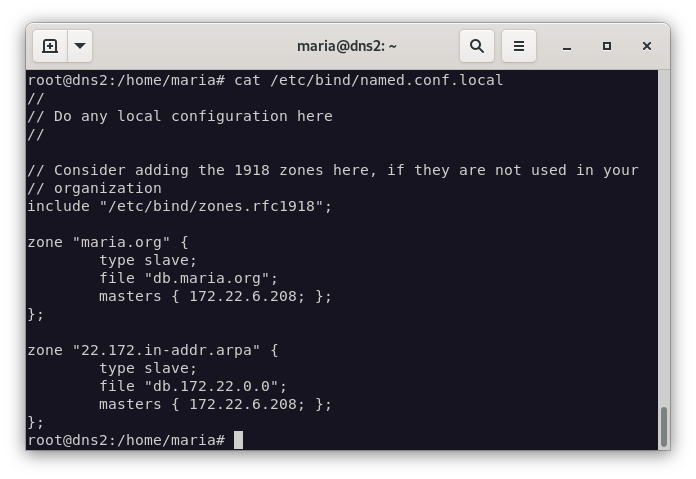 maria@dns2: ~
root@dns2:/home/maria# cat /etc/bind/named.conf.local
//
// Do any local configuration here
//
// Consider adding the 1918 zones here, if they are not used in your
// organization
include "/etc/bind/zones.rfc1918";
zone "maria.org" {
        type slave;
        file "db.maria.org";
        masters { 172.22.6.208; };
};
zone "22.172.in-addr.arpa" {
        type slave;
        file "db.172.22.0.0";
        masters { 172.22.6.208; };
};
root@dns2:/home/maria#